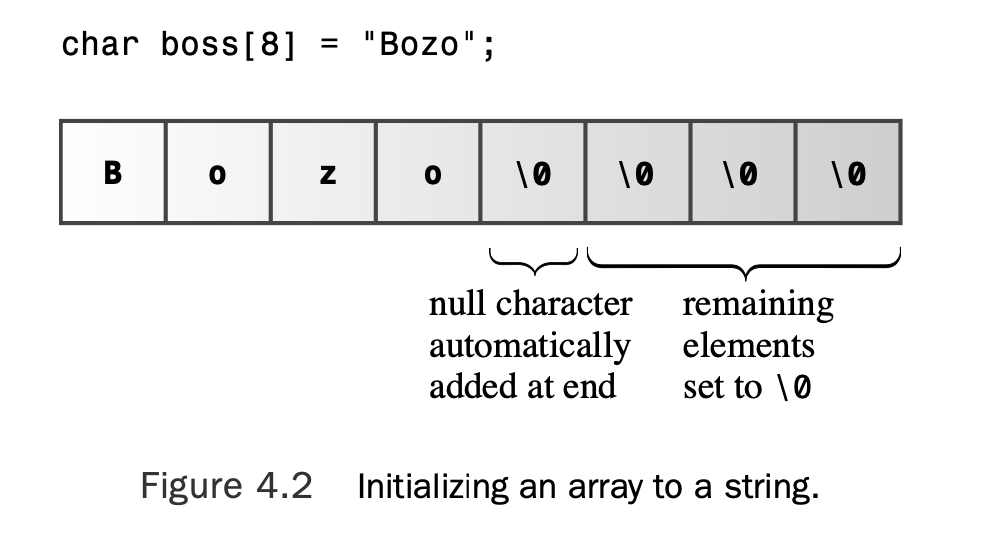 char boss[8] = "Bozo";
B o z o \0 \0 \0 \0
null character remaining
automatically elements
added at end set to \0
Figure 4.2 Initializing an array to a string.